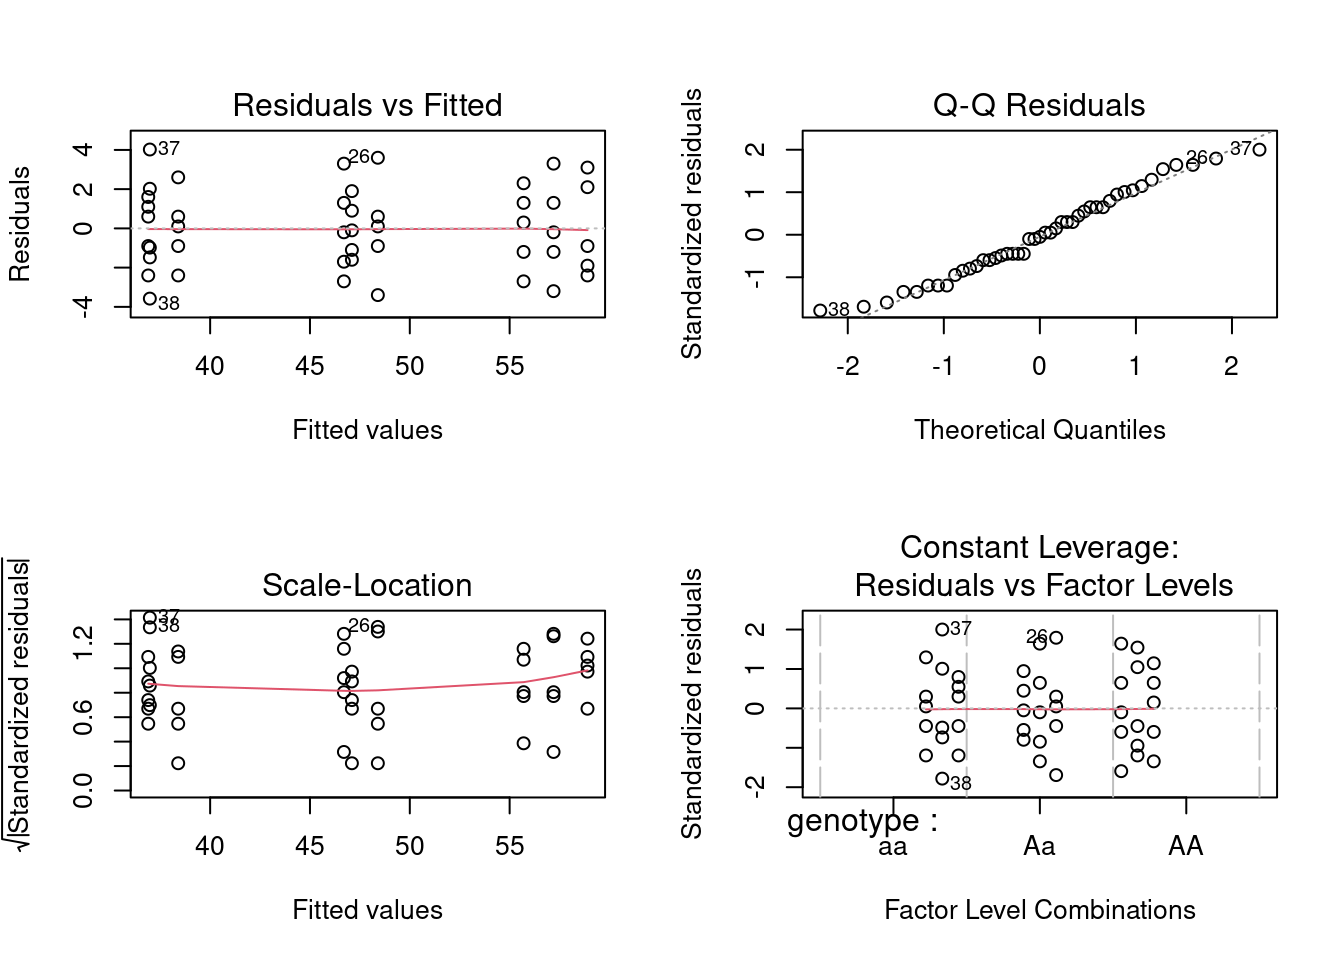 Residuals vs Fitted
Residuals
4
2
0
-4
37
26
38
40 45 50 55
Fitted values
Q-Q Residuals
Standardized residuals
2
1
0
-1
26
37
38
-2 -1 0 1 2
Theoretical Quantiles
Scale-Location
√|Standardized residuals|
1.2
0.6
0.0
37
38
26
40 45 50 55
Fitted values
Constant Leverage:
Residuals vs Factor Levels
Standardized residuals
2
1
0
-2
37
26
38
genotype :
aa Aa AA
Factor Level Combinations